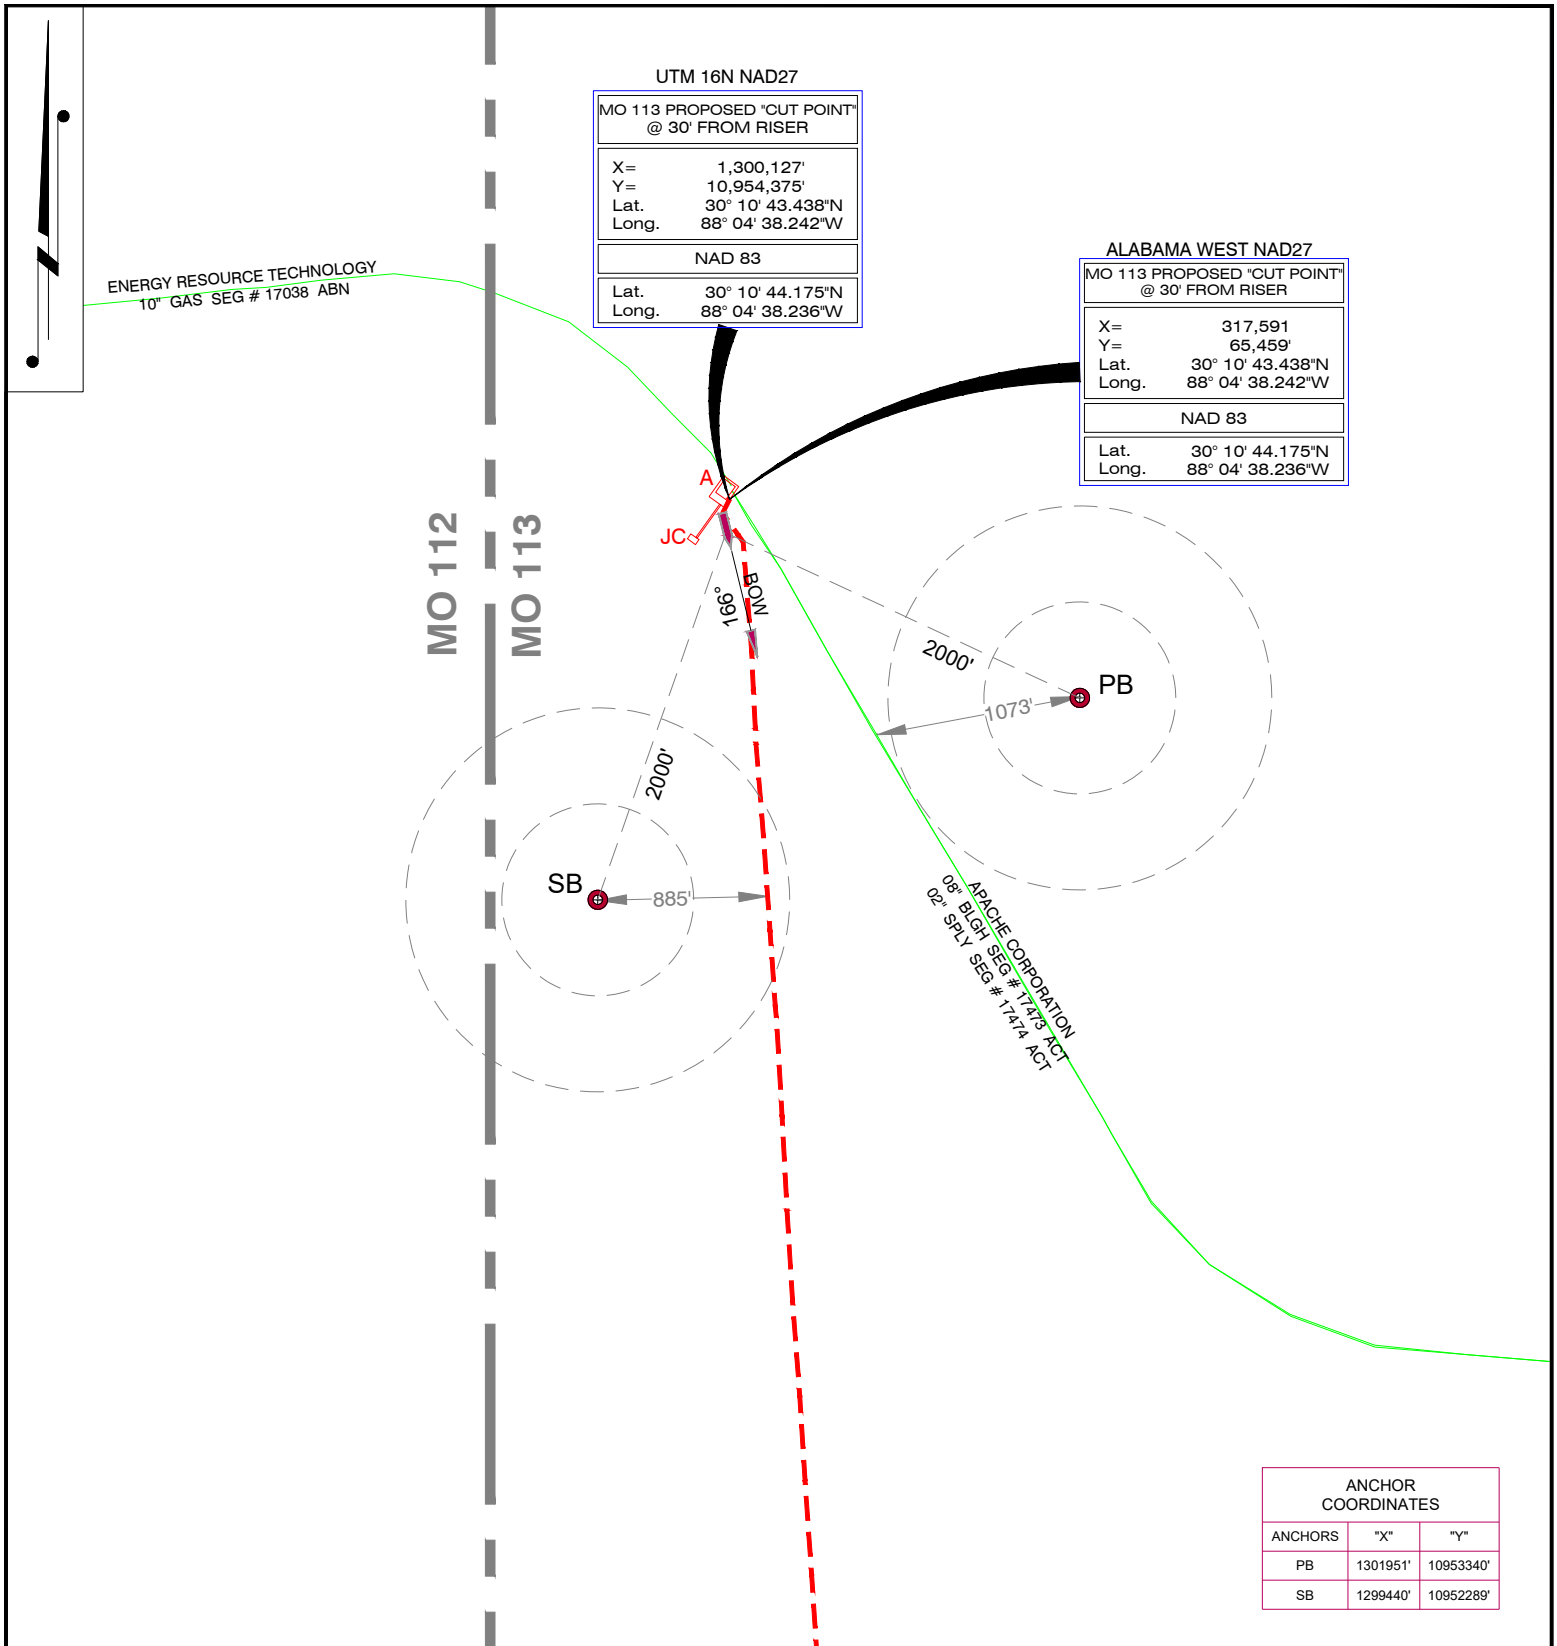 UTM 16N NAD27
MO 113 PROPOSED "CUT POINT"
@ 30' FROM RISER
X= 1,300,127'
Y= 10,954,375'
Lat. 30° 10' 43.438"N
Long. 88° 04' 38.242"W
NAD 83
Lat. 30° 10' 44.175"N
Long. 88° 04' 38.236"W
ALABAMA WEST NAD27
MO 113 PROPOSED "CUT POINT"
@ 30' FROM RISER
X= 317,591
Y= 65,459'
Lat. 30° 10' 43.438"N
Long. 88° 04' 38.242"W
NAD 83
Lat. 30° 10' 44.175"N
Long. 88° 04' 38.236"W
ENERGY RESOURCE TECHNOLOGY
10" GAS SEG # 17038 ABN
A
JC
MO 112
MO 113
BOW
166°
2000'
PB
1073'
2000'
SB
885'
APACHE CORPORATION
08" BLGH SEG # 17473 ACT
02" SPLY SEG # 17474 ACT
ANCHOR
COORDINATES
ANCHORS "X" "Y"
PB 1301951' 10953340'
SB 1299440' 10952289'